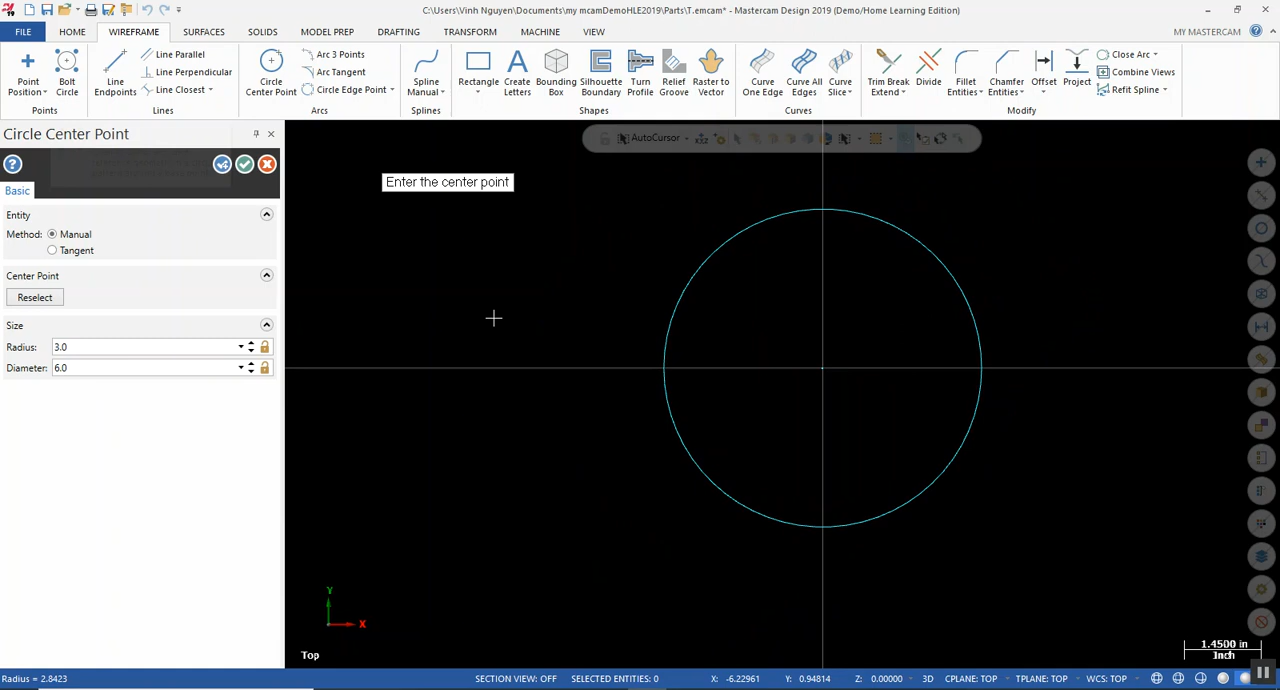 C:\Users\Vinh Nguyen\Documents\my mcamDemoHLE2019\Parts\T.emcam* - Mastercam Design 2019 (Demo/Home Learning Edition)
FILE HOME WIREFRAME SURFACES SOLIDS MODEL PREP DRAFTING TRANSFORM MACHINE VIEW MY MASTERCAM
Point Position
Bolt Circle
Points
Line Endpoints
Line Parallel
Line Perpendicular
Line Closest
Lines
Circle Center Point
Arc 3 Points
Arc Tangent
Circle Edge Point
Arcs
Spline Manual
Splines
Rectangle
Create Letters
Bounding Box
Silhouette Boundary
Turn Profile
Relief Groove
Raster to Vector
Shapes
Curve One Edge
Curve All Edges
Curve Slice
Curves
Trim Break Extend
Divide
Fillet Entities
Chamfer Entities
Offset
Project
Close Arc
Combine Views
Refit Spline
Modify
Circle Center Point
Basic
Entity
Method: Manual
Tangent
Center Point
Reselect
Size
Radius: 3.0
Diameter: 6.0
AutoCursor
Enter the center point
Y
X
Top
1.4500 in
Inch
Radius = 2.8423 SECTION VIEW: OFF SELECTED ENTITIES: 0 X: -6.22961 Y: 0.94814 Z: 0.00000 3D CPLANE: TOP TPLANE: TOP WCS: TOP